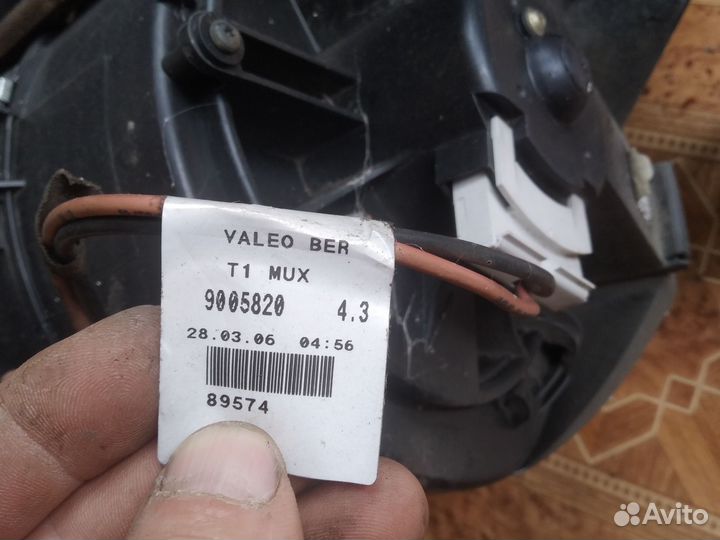 VALEO BER
T1 MUX
9005820 4.3
28.03.06 04:56
89574
Avito